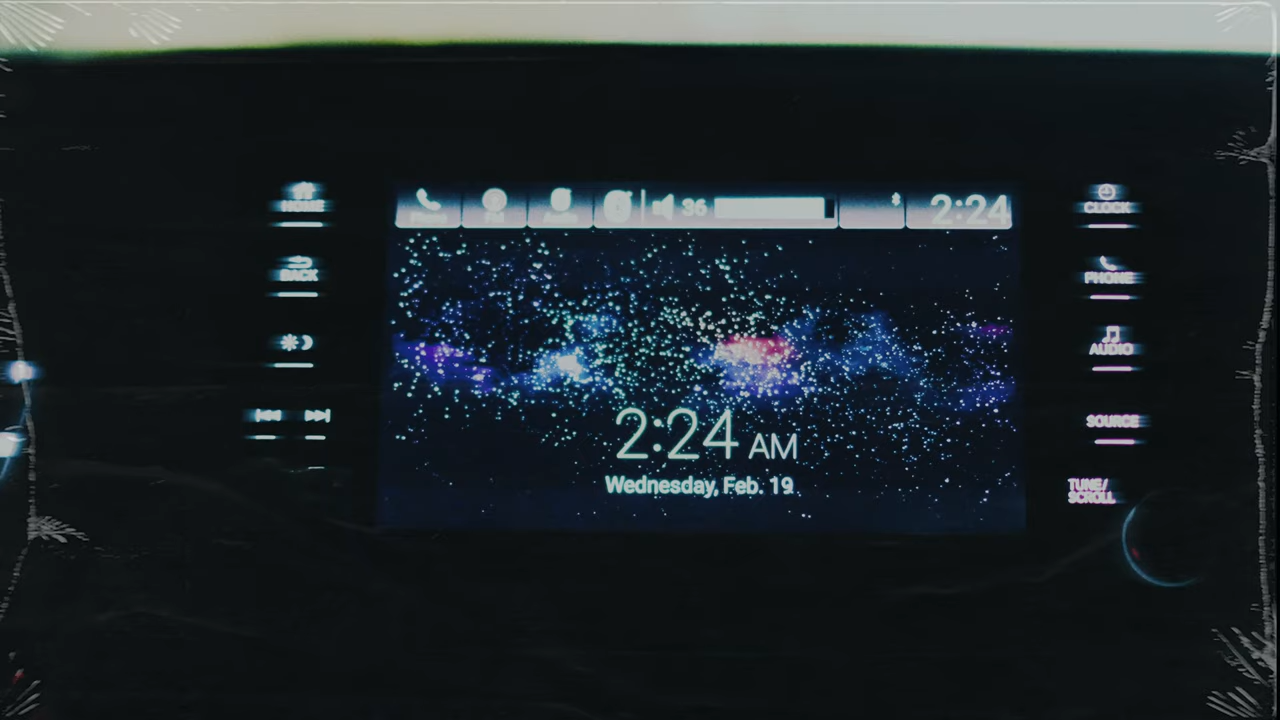 HOME
36
2:24
CLOCK
BACK
PHONE
AUDIO
2:24 AM
SOURCE
Wednesday, Feb. 19
TUNE/
SCROLL